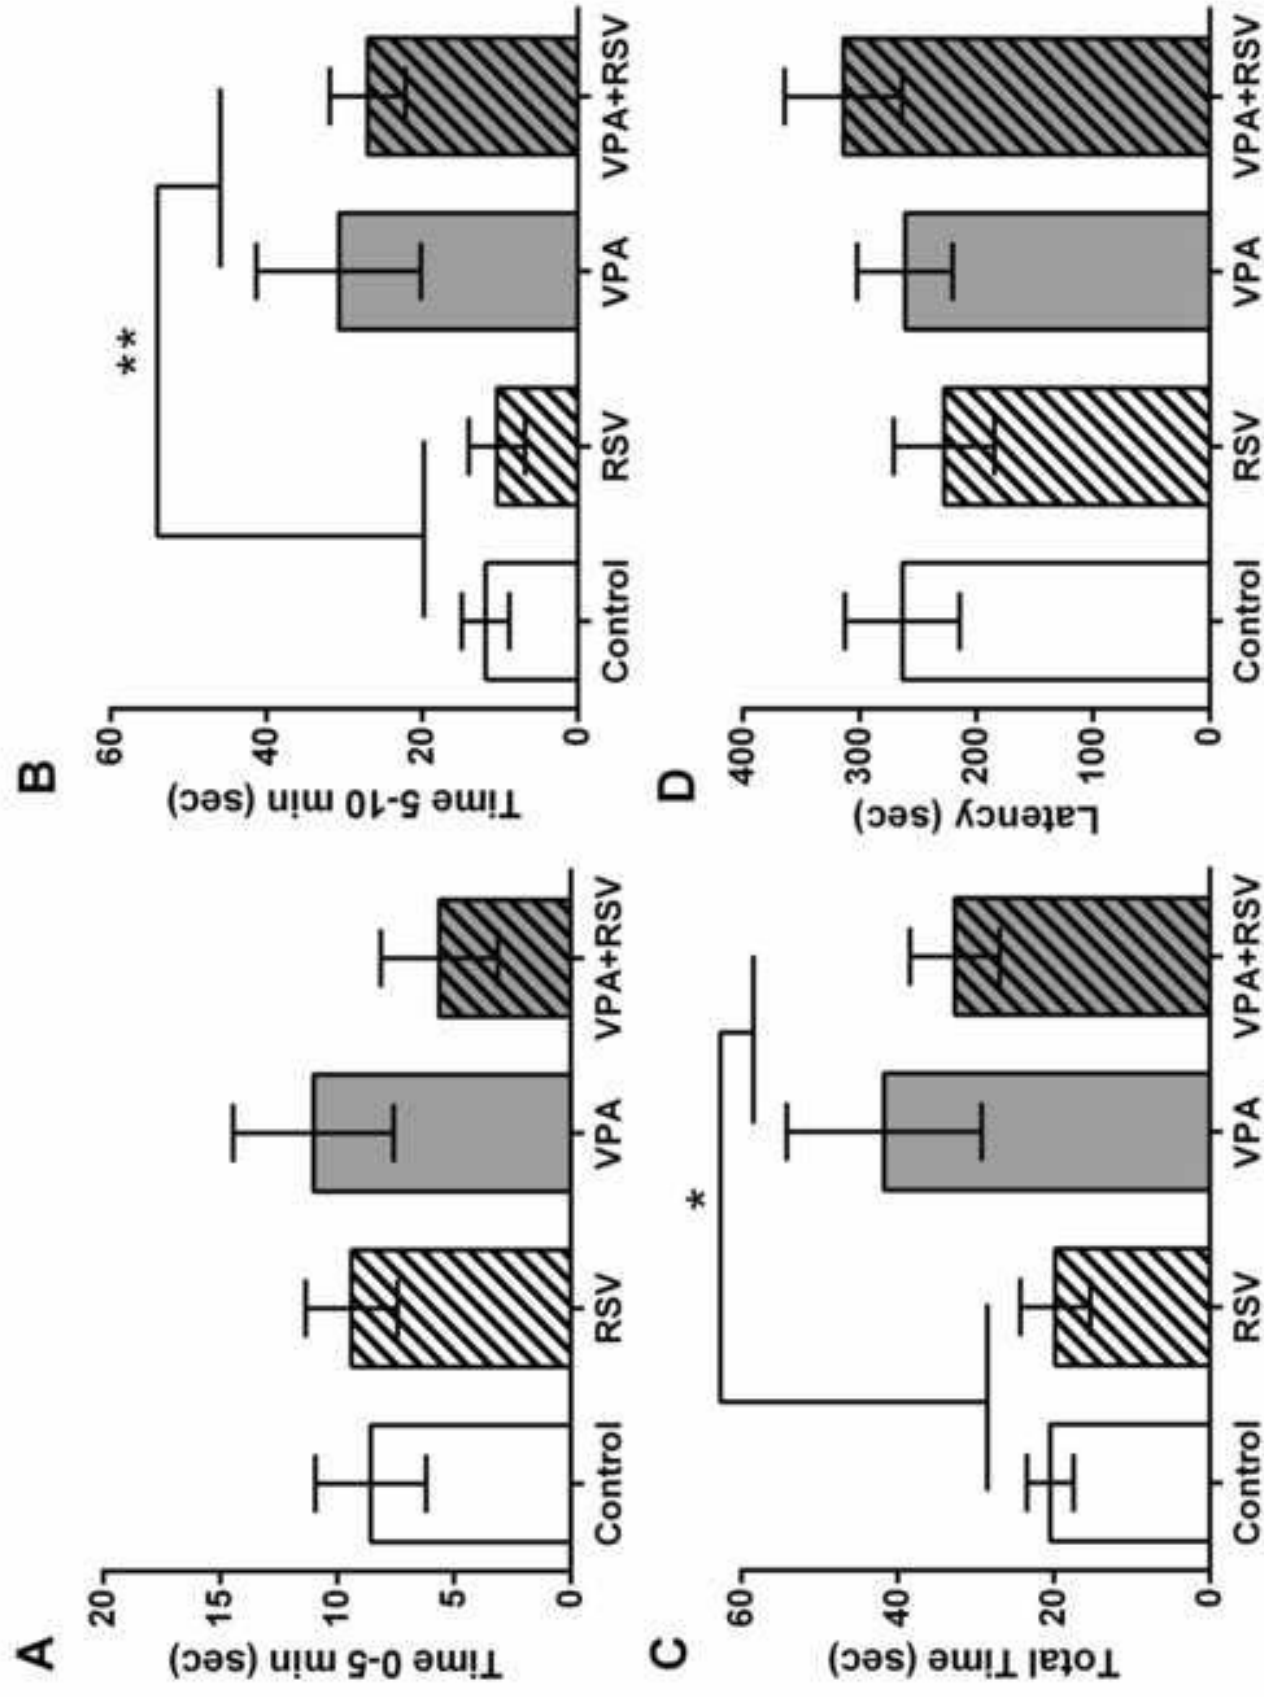 A
Time 0-5 min (sec)
20
15
10
5
0
Control
RSV
VPA
VPA+RSV
B
Time 5-10 min (sec)
60
40
20
0
**
Control
RSV
VPA
VPA+RSV
C
Total Time (sec)
60
40
20
0
*
Control
RSV
VPA
VPA+RSV
D
Latency (sec)
400
300
200
100
0
Control
RSV
VPA
VPA+RSV